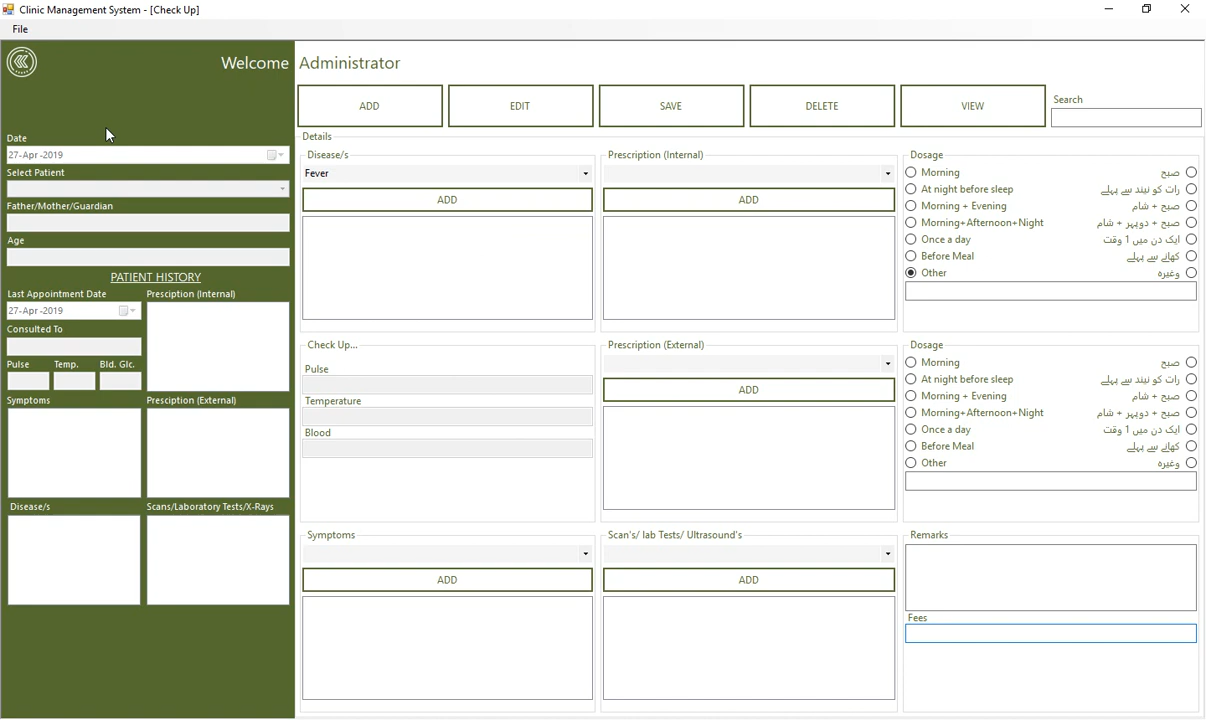 Clinic Management System - [Check Up]
File
Welcome Administrator
ADD
EDIT
SAVE
DELETE
VIEW
Search
Date
27-Apr -2019
Select Patient
Father/Mother/Guardian
Age
PATIENT HISTORY
Last Appointment Date
Presciption (Internal)
27-Apr -2019
Consulted To
Pulse
Temp.
Bld. Glc.
Symptoms
Presciption (External)
Disease/s
Scans/Laboratory Tests/X-Rays
Details
Disease/s
Fever
ADD
Prescription (Internal)
ADD
Dosage
Morning
صبح
At night before sleep
رات کو نیند سے پہلے
Morning + Evening
صبح + شام
Morning+Afternoon+Night
صبح + دوپہر + شام
Once a day
ایک دن میں 1 وقت
Before Meal
کھانے سے پہلے
Other
وغیرہ
Check Up...
Pulse
Temperature
Blood
Prescription (External)
ADD
Dosage
Morning
صبح
At night before sleep
رات کو نیند سے پہلے
Morning + Evening
صبح + شام
Morning+Afternoon+Night
صبح + دوپہر + شام
Once a day
ایک دن میں 1 وقت
Before Meal
کھانے سے پہلے
Other
وغیرہ
Symptoms
ADD
Scan's/ lab Tests/ Ultrasound's
ADD
Remarks
Fees